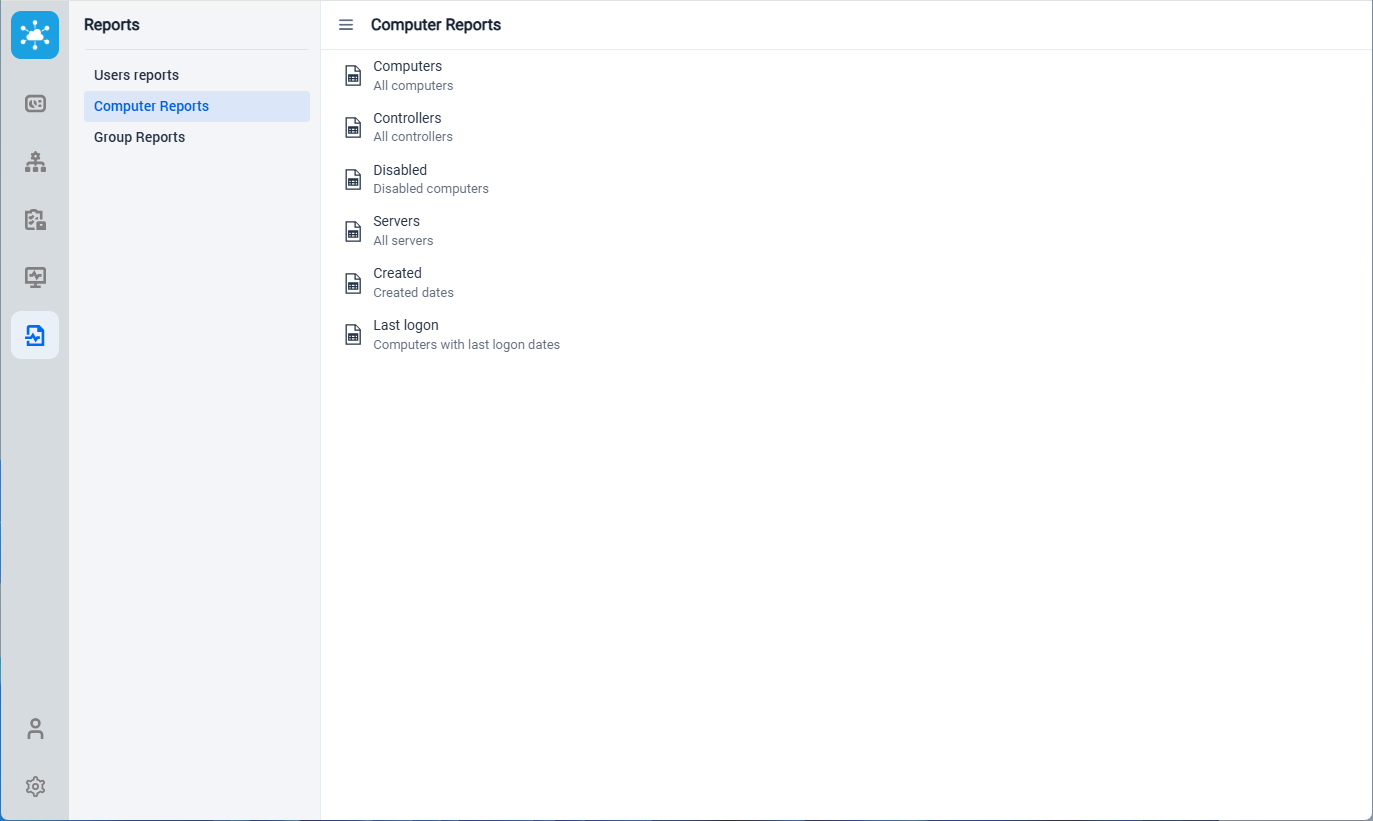 Reports
Users reports
Computer Reports
Group Reports
Computer Reports
Computers
All computers
Controllers
All controllers
Disabled
Disabled computers
Servers
All servers
Created
Created dates
Last logon
Computers with last logon dates